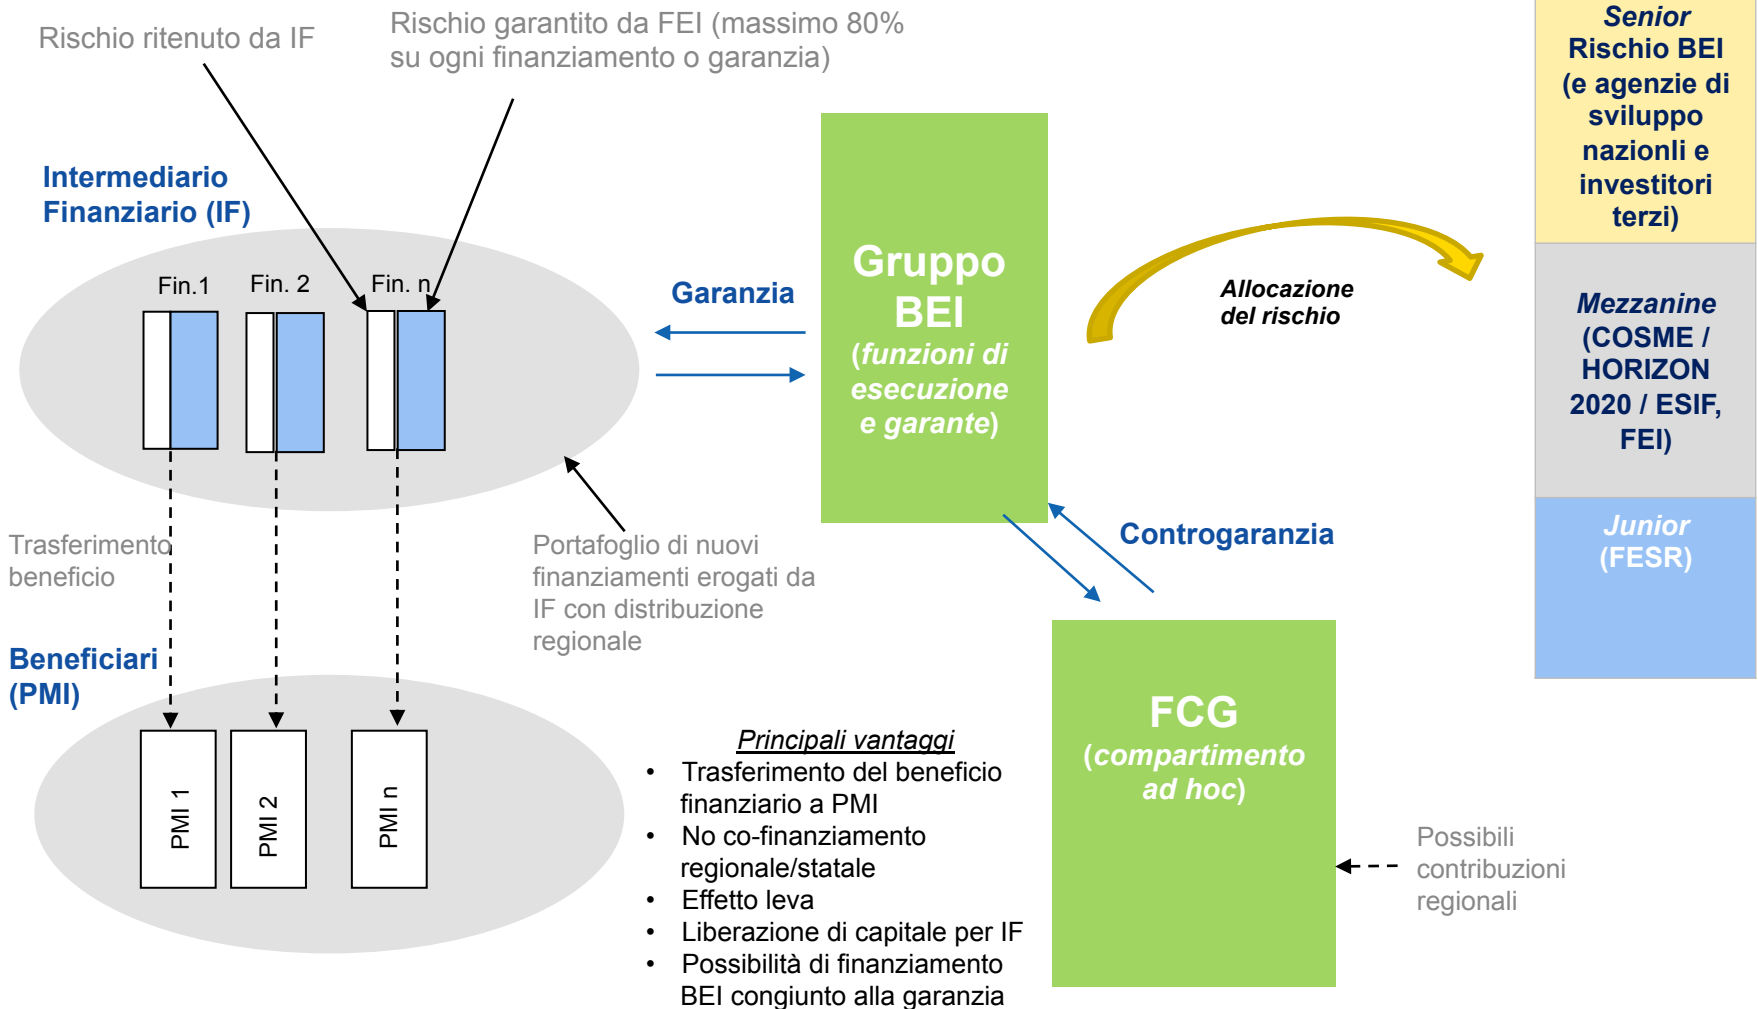 Rischio ritenuto da IF
Rischio garantito da FEI (massimo 80%
su ogni finanziamento o garanzia)
Intermediario
Finanziario (IF)
Fin.1
Fin. 2
Fin. n
Garanzia
Gruppo
BEI
(funzioni di
esecuzione
e garante)
Allocazione
del rischio
Senior
Rischio BEI
(e agenzie di
sviluppo
nazionli e
investitori
terzi)
Mezzanine
(COSME /
HORIZON
2020 / ESIF,
FEI)
Junior
(FESR)
Trasferimento
beneficio
Portafoglio di nuovi
finanziamenti erogati da
IF con distribuzione
regionale
Controgaranzia
Beneficiari
(PMI)
PMI 1
PMI 2
PMI n
Principali vantaggi
• Trasferimento del beneficio
finanziario a PMI
• No co-finanziamento
regionale/statale
• Effetto leva
• Liberazione di capitale per IF
• Possibilità di finanziamento
BEI congiunto alla garanzia
FCG
(compartimento
ad hoc)
Possibili
contribuzioni
regionali